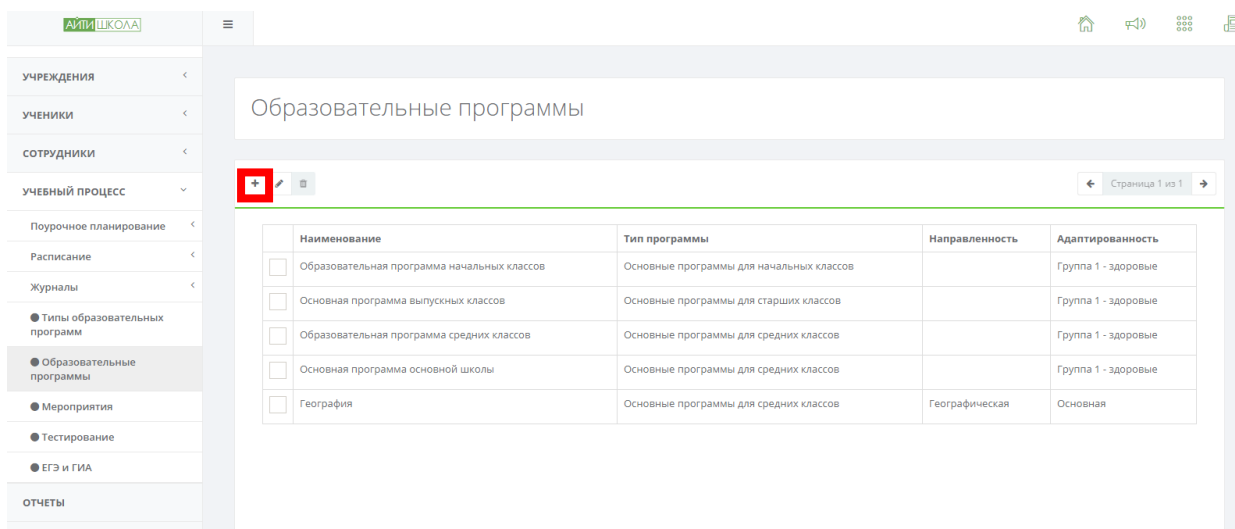 АЙТИ ШКОЛА
УЧРЕЖДЕНИЯ
УЧЕНИКИ
СОТРУДНИКИ
УЧЕБНЫЙ ПРОЦЕСС
Поурочное планирование
Расписание
Журналы
Типы образовательных
программ
Образовательные
программы
Мероприятия
Тестирование
ЕГЭ и ГИА
ОТЧЕТЫ
Образовательные программы
Страница 1 из 1
Наименование Тип программы Направленность Адаптированность
Образовательная программа начальных классов Основные программы для начальных классов Группа 1 - здоровые
Основная программа выпускных классов Основные программы для старших классов Группа 1 - здоровые
Образовательная программа средних классов Основные программы для средних классов Группа 1 - здоровые
Основная программа основной школы Основные программы для средних классов Группа 1 - здоровые
География Основные программы для средних классов Географическая Основная